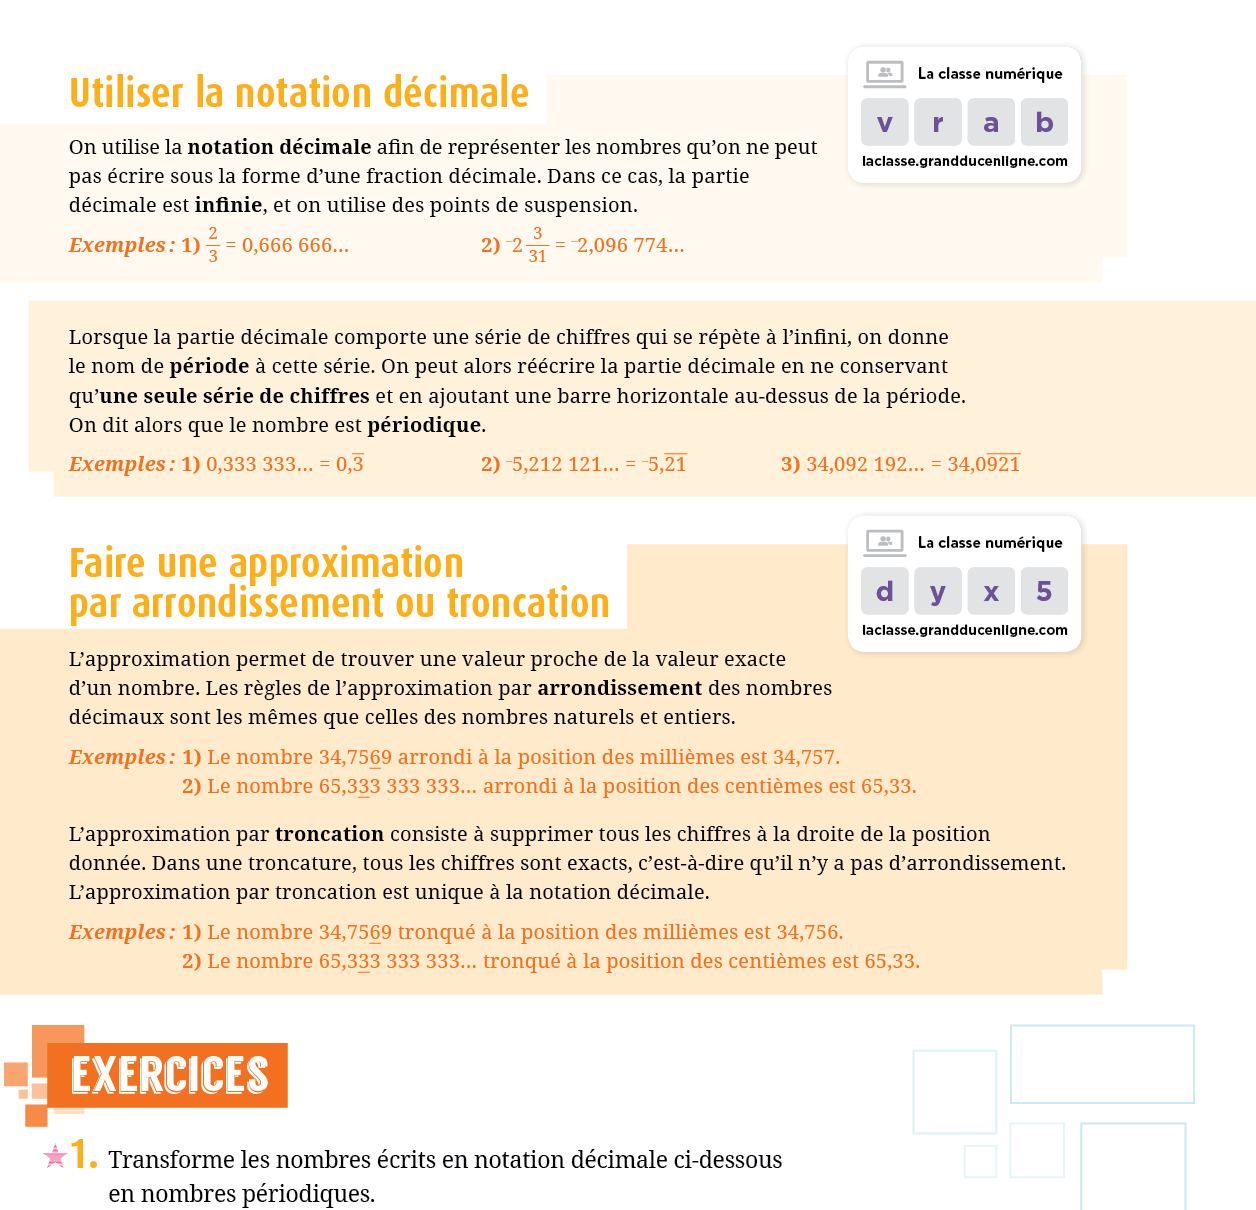 Utiliser la notation décimale
La classe numérique
v r a b
laclasse.grandducenligne.com
On utilise la notation décimale afin de représenter les nombres qu’on ne peut
pas écrire sous la forme d’une fraction décimale. Dans ce cas, la partie
décimale est infinie, et on utilise des points de suspension.
Exemples : 1) 2/3 = 0,666 666… 2) ⁻2 3/31 = ⁻2,096 774…
Lorsque la partie décimale comporte une série de chiffres qui se répète à l’infini, on donne
le nom de période à cette série. On peut alors réécrire la partie décimale en ne conservant
qu’une seule série de chiffres et en ajoutant une barre horizontale au-dessus de la période.
On dit alors que le nombre est périodique.
Exemples : 1) 0,333 333… = 0,3̅ 2) ⁻5,212 121… = ⁻5,2̅1̅ 3) 34,092 192… = 34,09̅2̅1̅
Faire une approximation
par arrondissement ou troncation
La classe numérique
d y x 5
laclasse.grandducenligne.com
L’approximation permet de trouver une valeur proche de la valeur exacte
d’un nombre. Les règles de l’approximation par arrondissement des nombres
décimaux sont les mêmes que celles des nombres naturels et entiers.
Exemples : 1) Le nombre 34,7569 arrondi à la position des millièmes est 34,757.
2) Le nombre 65,333 333 333… arrondi à la position des centièmes est 65,33.
L’approximation par troncation consiste à supprimer tous les chiffres à la droite de la position
donnée. Dans une troncature, tous les chiffres sont exacts, c’est-à-dire qu’il n’y a pas d’arrondissement.
L’approximation par troncation est unique à la notation décimale.
Exemples : 1) Le nombre 34,7569 tronqué à la position des millièmes est 34,756.
2) Le nombre 65,333 333 333… tronqué à la position des centièmes est 65,33.
EXERCICES
1. Transforme les nombres écrits en notation décimale ci-dessous
en nombres périodiques.